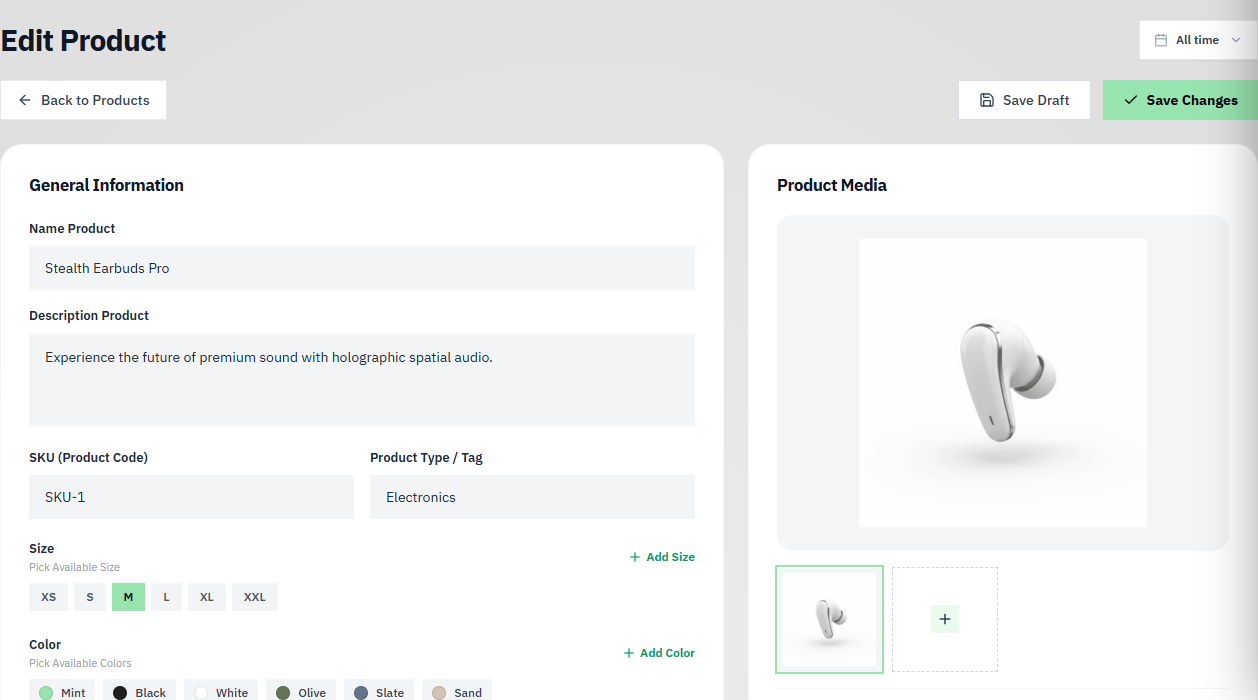 Edit Product
All time
Back to Products
Save Draft
Save Changes
General Information
Name Product
Stealth Earbuds Pro
Description Product
Experience the future of premium sound with holographic spatial audio.
SKU (Product Code)
Product Type / Tag
SKU-1
Electronics
Size
Pick Available Size
+ Add Size
XS S M L XL XXL
Color
Pick Available Colors
+ Add Color
Mint Black White Olive Slate Sand
Product Media
+